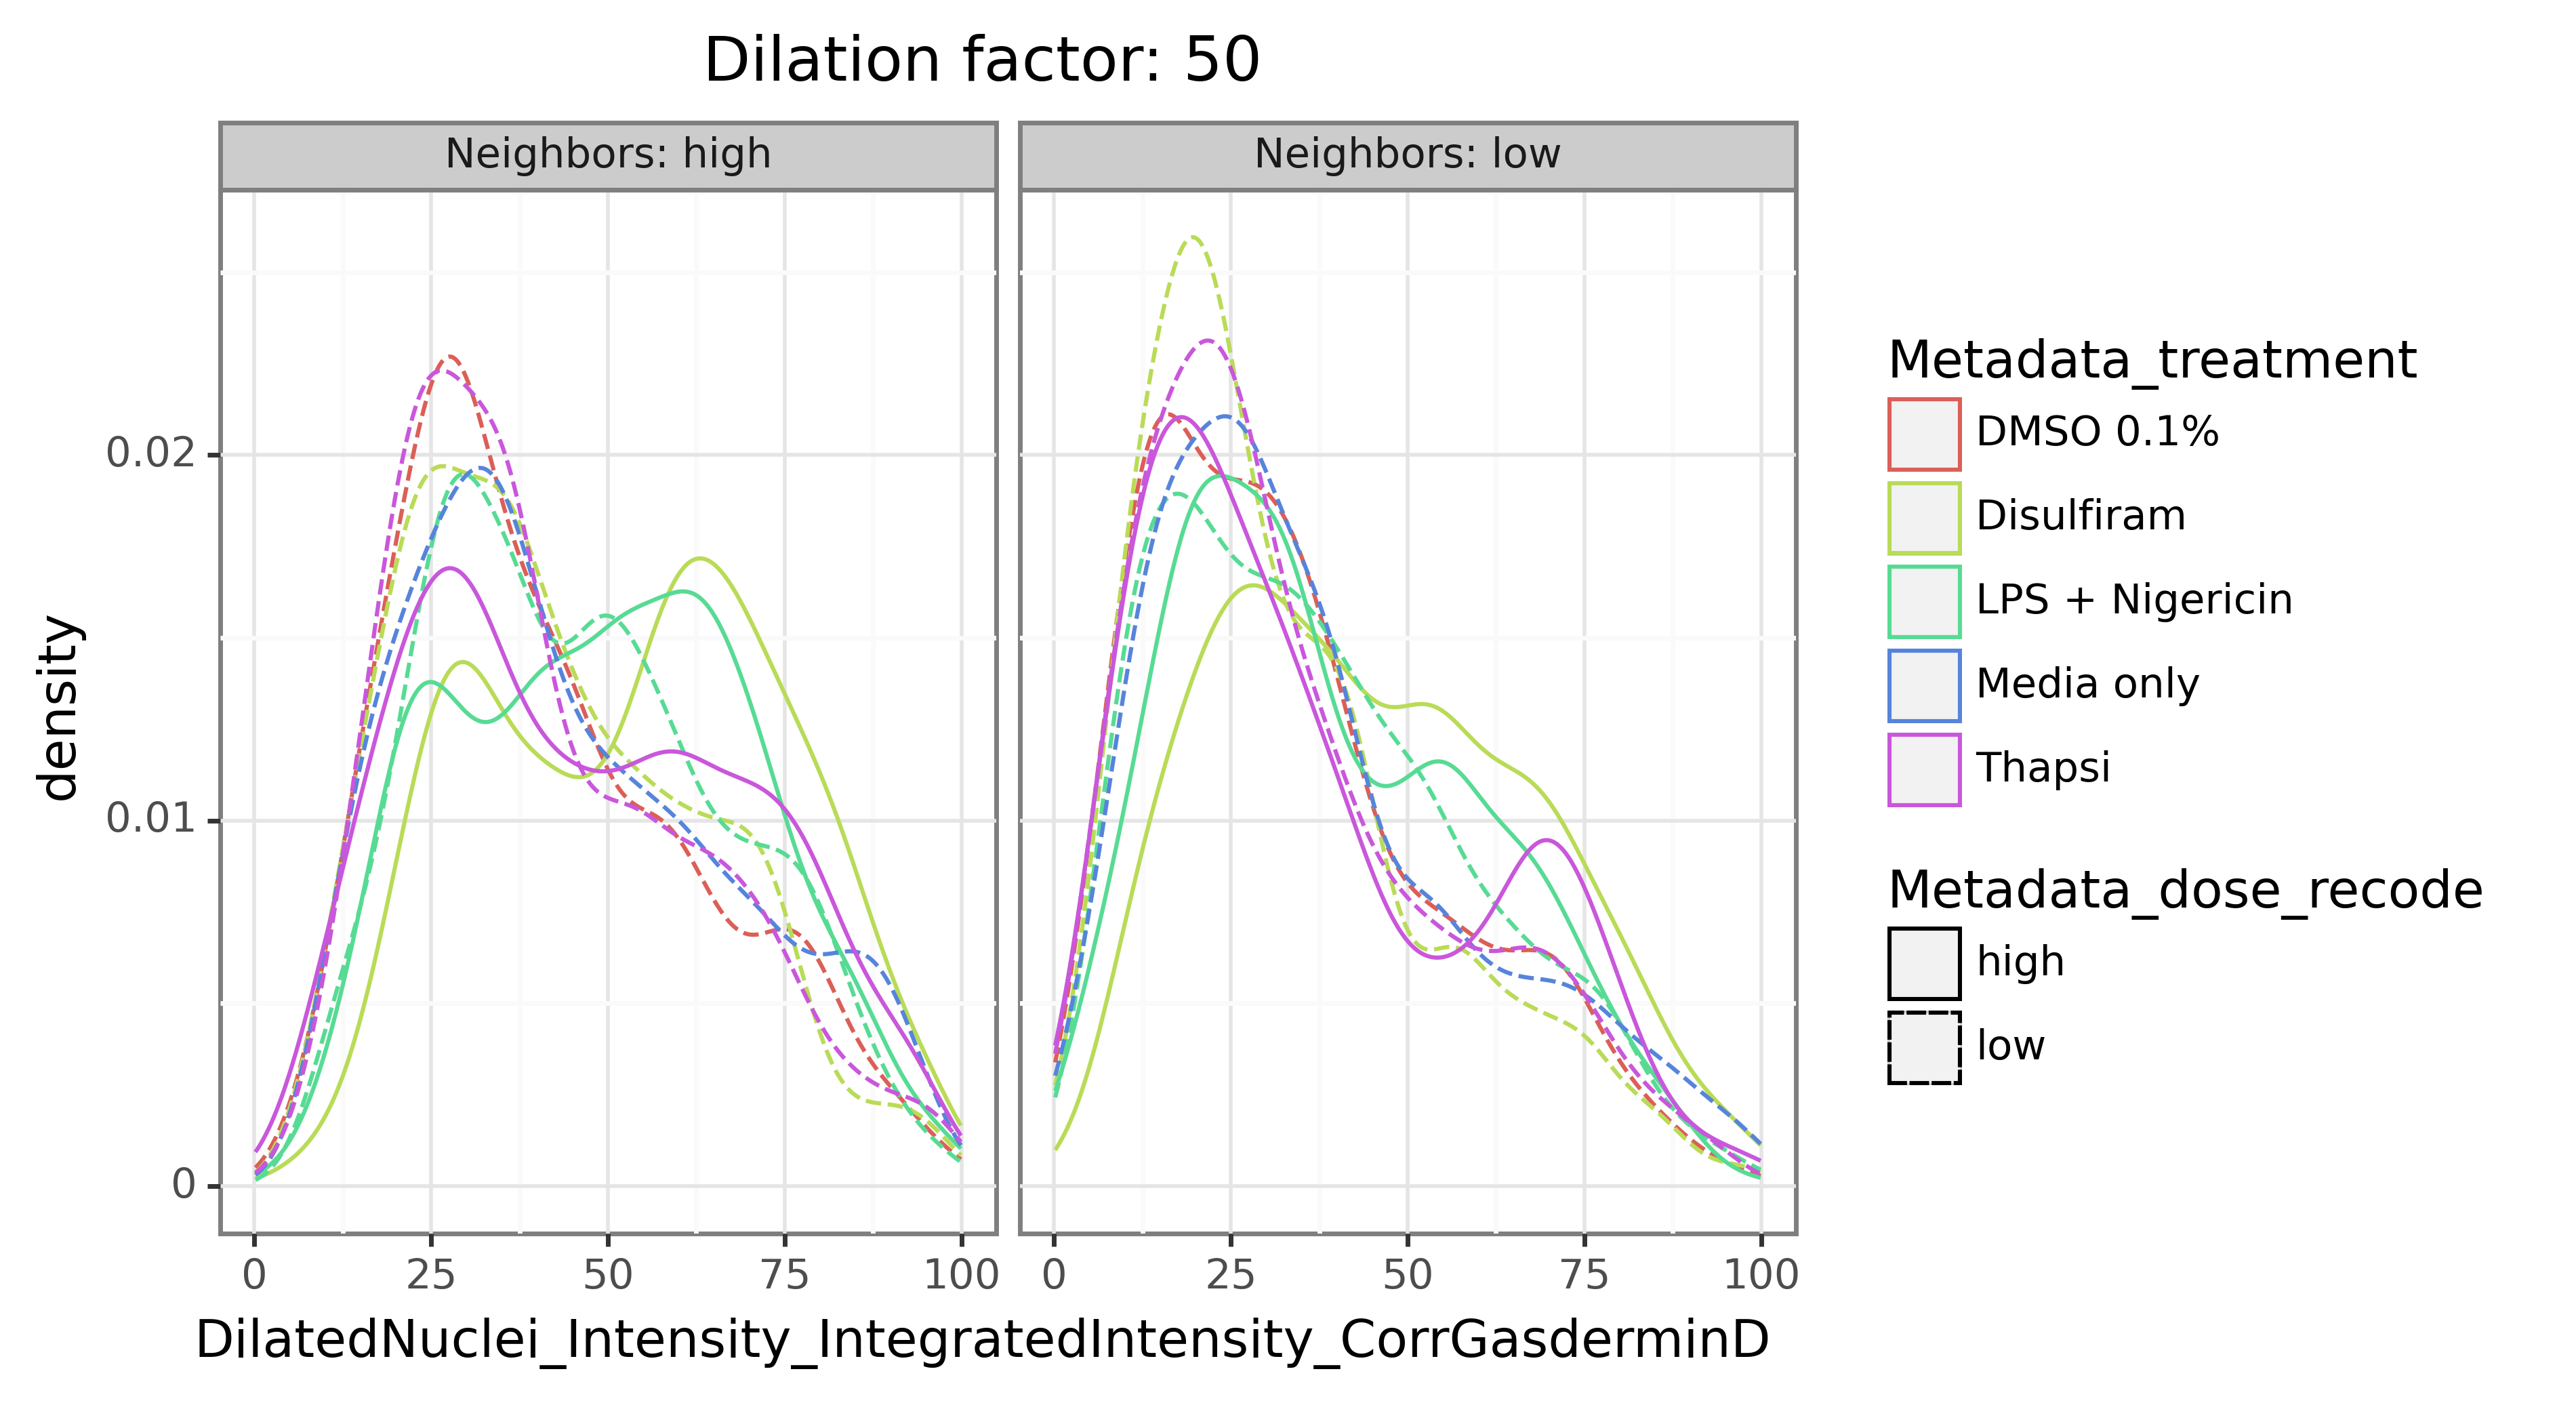 Dilation factor: 50
Neighbors: high
Neighbors: low
density
0.02
0.01
0
0 25 50 75 100
0 25 50 75 100
DilatedNuclei_Intensity_IntegratedIntensity_CorrGasderminD
Metadata_treatment
DMSO 0.1%
Disulfiram
LPS + Nigericin
Media only
Thapsi
Metadata_dose_recode
high
low